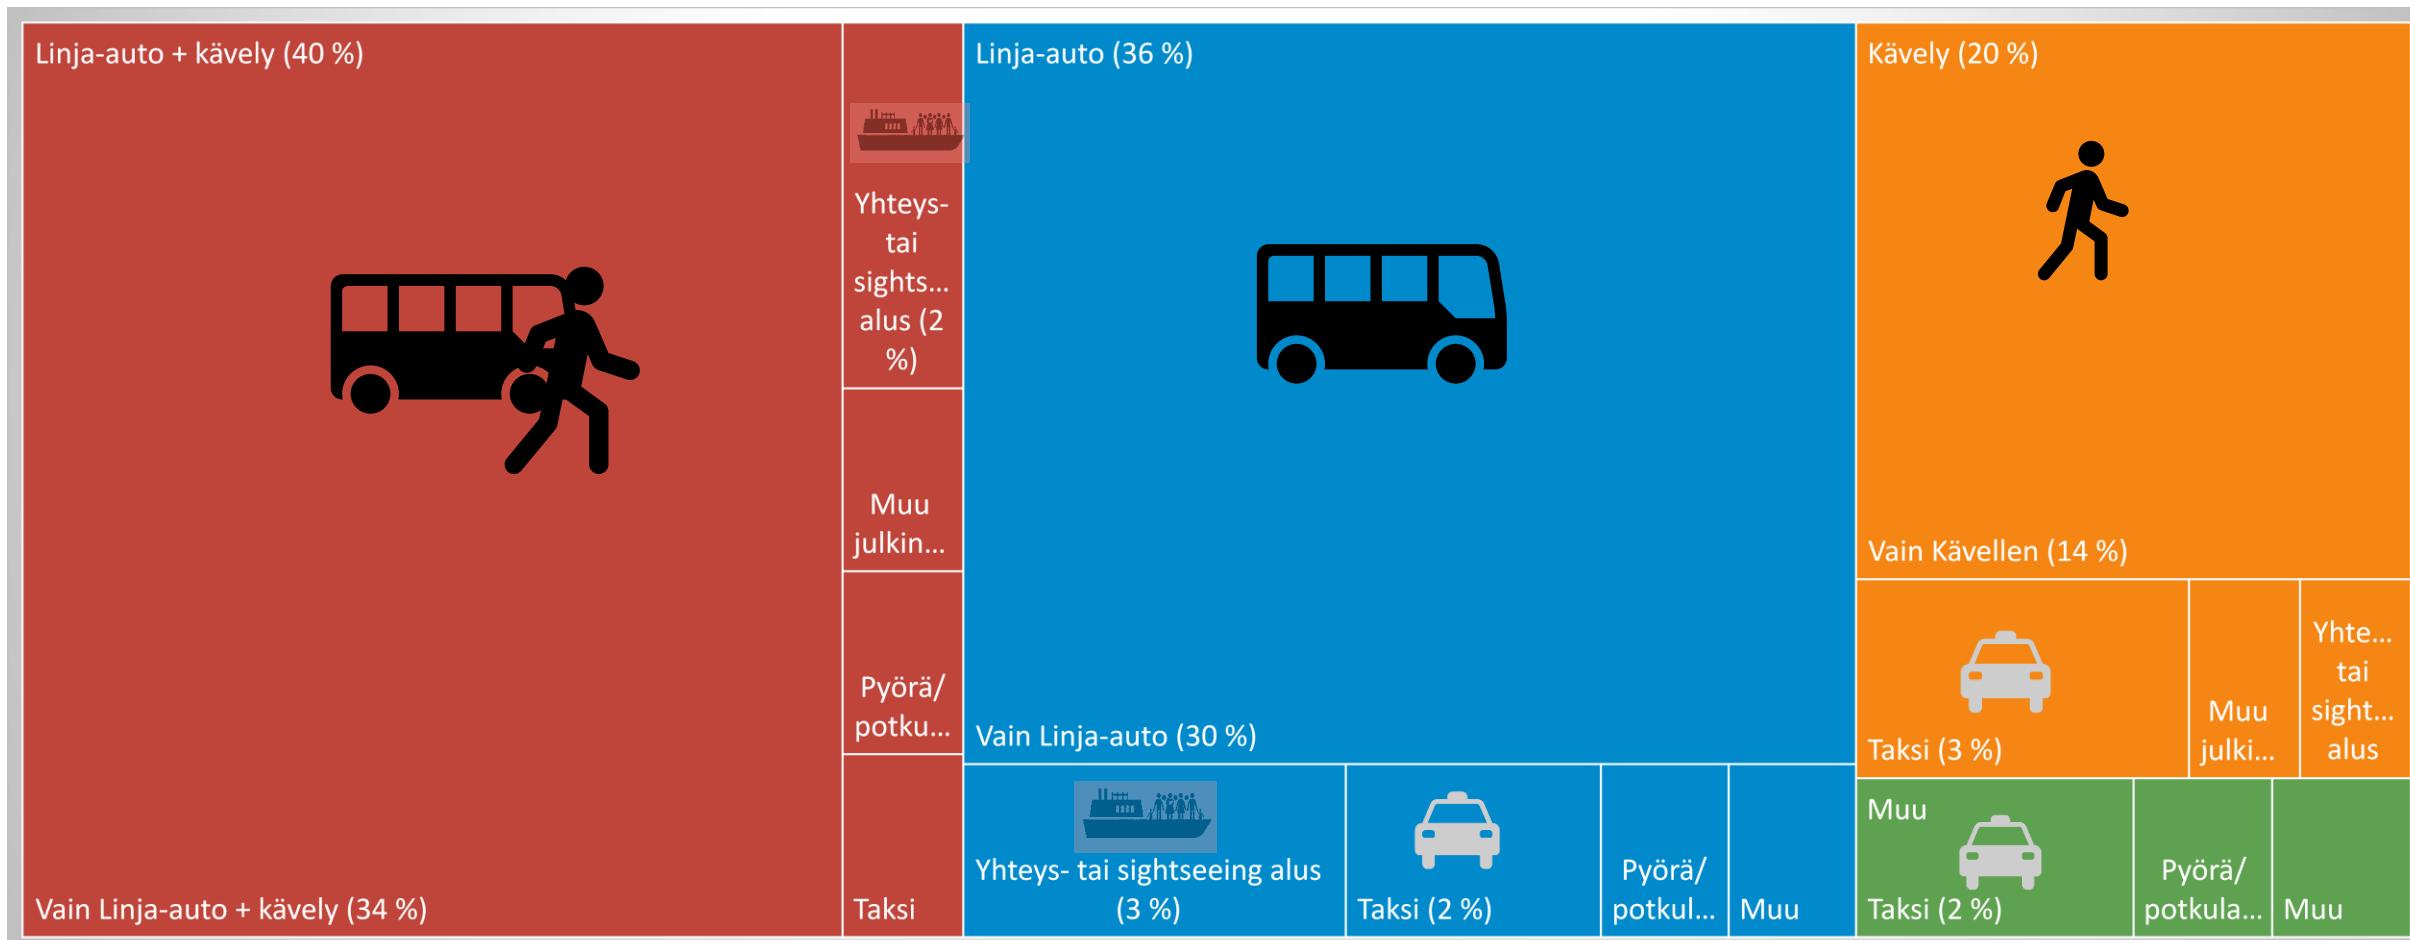 Linja-auto + kävely (40 %)
Yhteys-
tai
sights...
alus (2
%)
Muu
julkin...
Pyörä/
potku...
Taksi
Vain Linja-auto + kävely (34 %)
Linja-auto (36 %)
Vain Linja-auto (30 %)
Yhteys- tai sightseeing alus
(3 %)
Taksi (2 %)
Pyörä/
potkul...
Muu
Kävely (20 %)
Vain Kävellen (14 %)
Taksi (3 %)
Muu
julki...
Yhte...
tai
sight...
alus
Muu
Taksi (2 %)
Pyörä/
potkula...
Muu